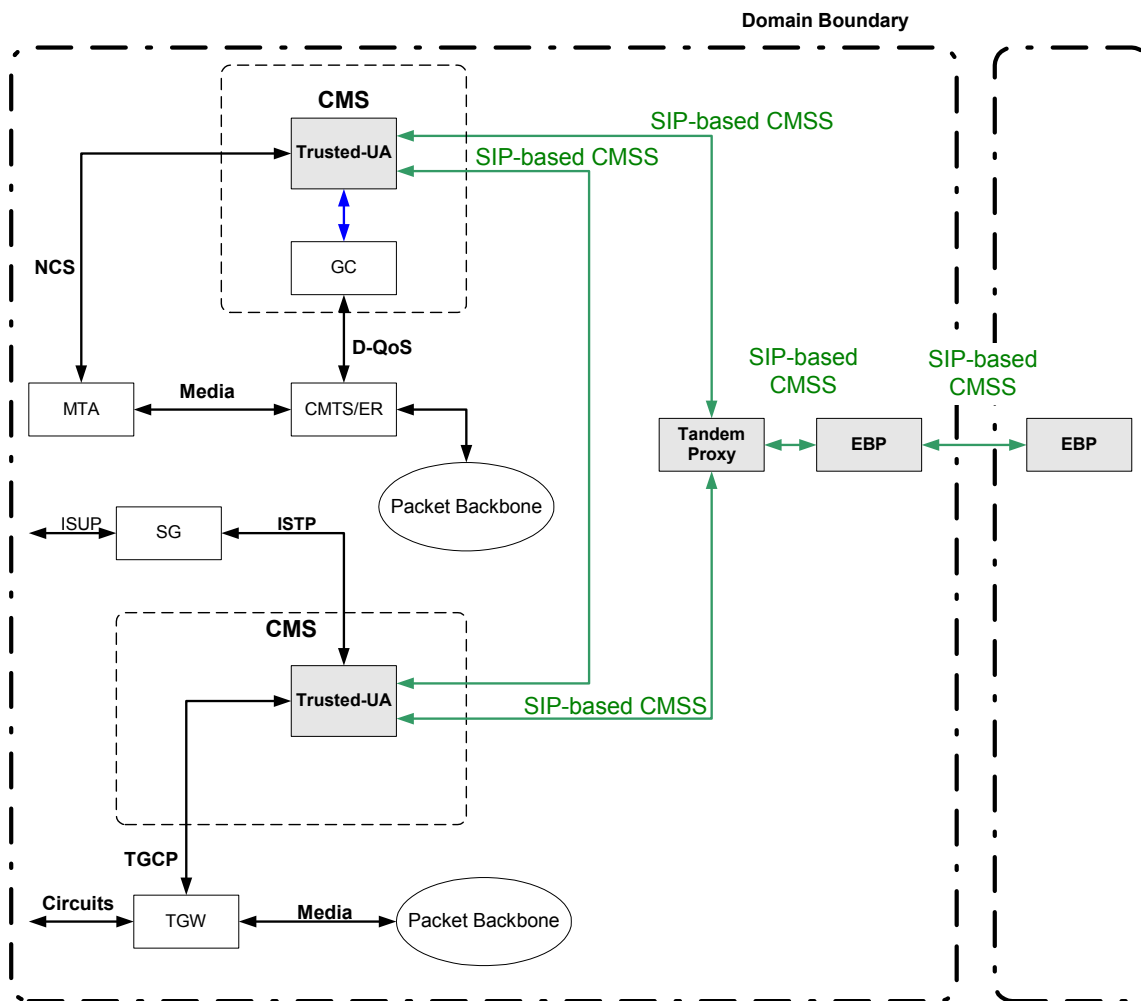 Domain Boundary
CMS
SIP-based CMSS
Trusted-UA
SIP-based CMSS
GC
NCS
D-QoS
SIP-based
CMSS
SIP-based
CMSS
Media
MTA
CMTS/ER
Tandem
Proxy
EBP
EBP
Packet Backbone
ISUP
SG
ISTP
CMS
Trusted-UA
SIP-based CMSS
TGCP
Circuits
TGW
Media
Packet Backbone